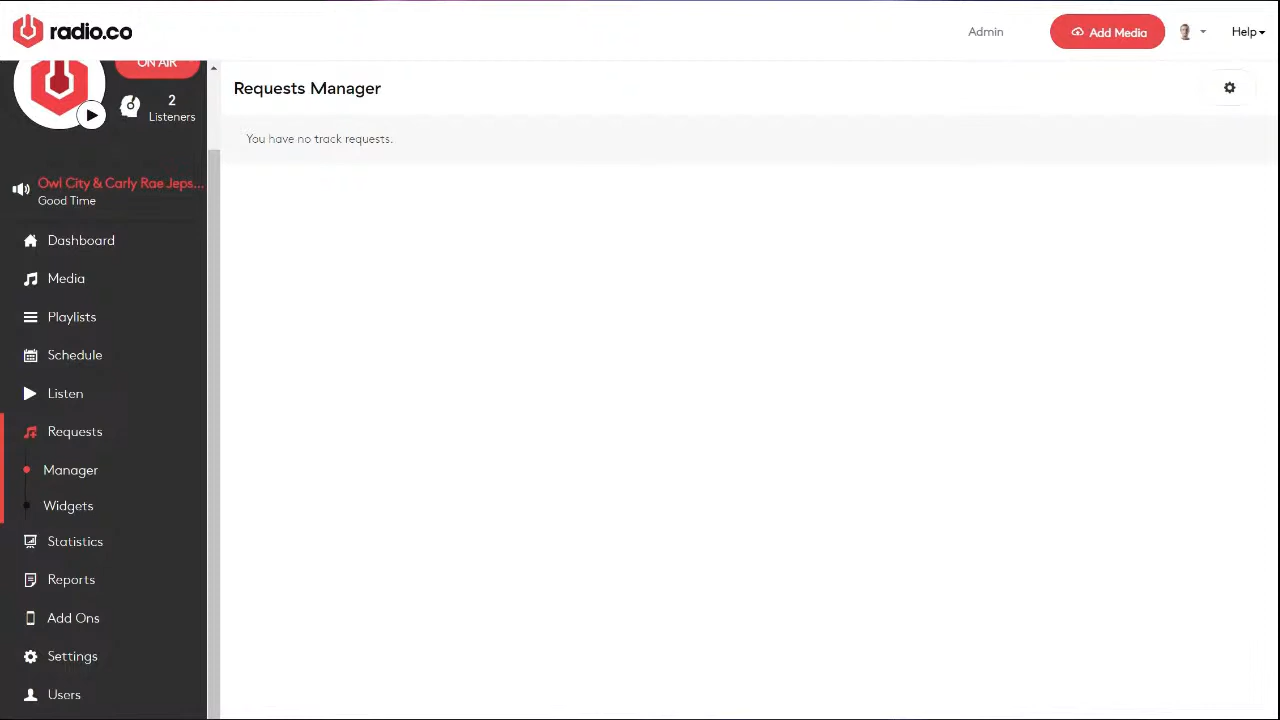 radio.co
Admin
Add Media
Help
ON AIR
2
Listeners
Requests Manager
You have no track requests.
Owl City & Carly Rae Jeps...
Good Time
Dashboard
Media
Playlists
Schedule
Listen
Requests
Manager
Widgets
Statistics
Reports
Add Ons
Settings
Users